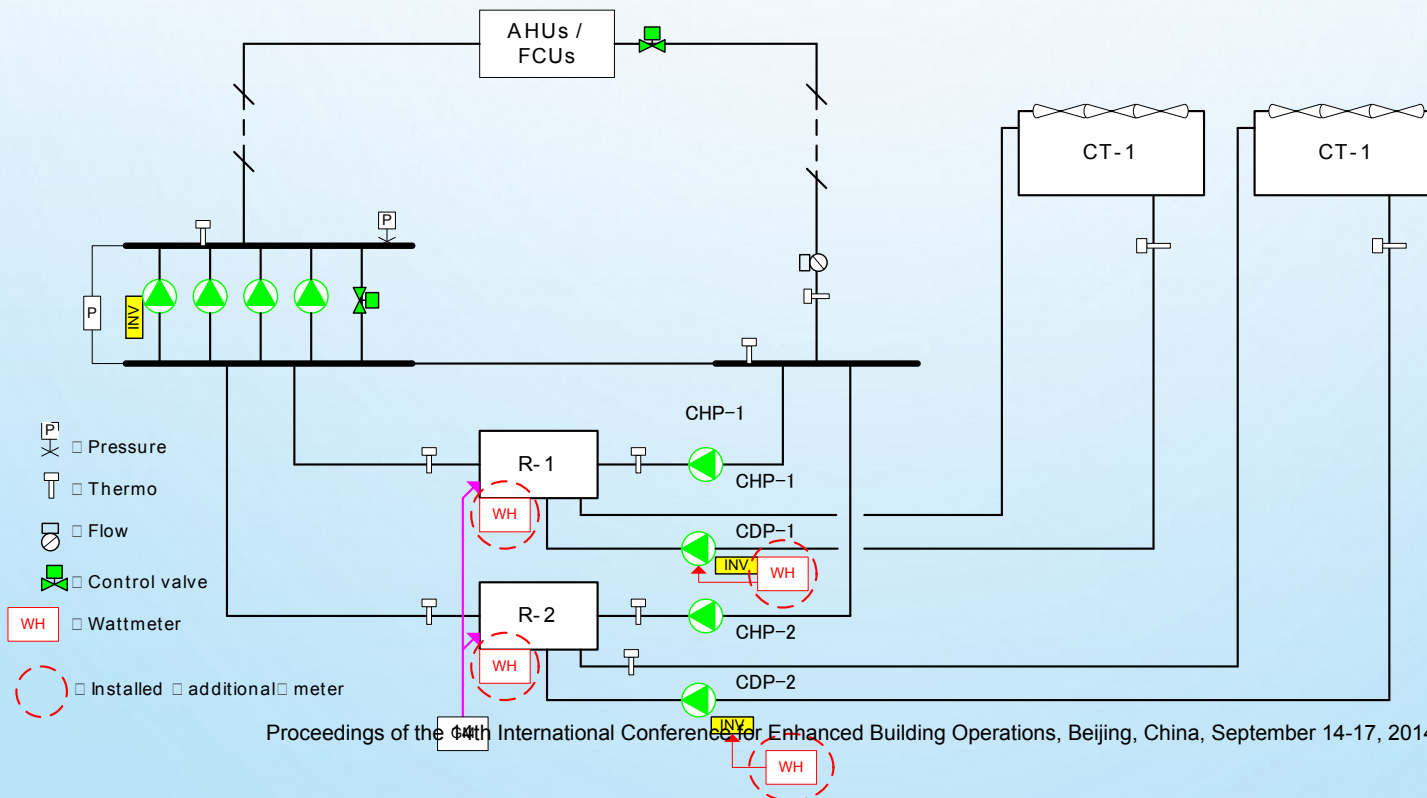 AHUs /
FCUs
CT-1
CT-1
P
P
INV
CHP-1
P
Pressure
R-1
Thermo
CHP-1
WH
Flow
CDP-1
INV
WH
Control valve
R-2
WH
Wattmeter
CHP-2
WH
CDP-2
Installed additional meter
INV
Proceedings of the 14th International Conference for Enhanced Building Operations, Beijing, China, September 14-17, 2014
WH